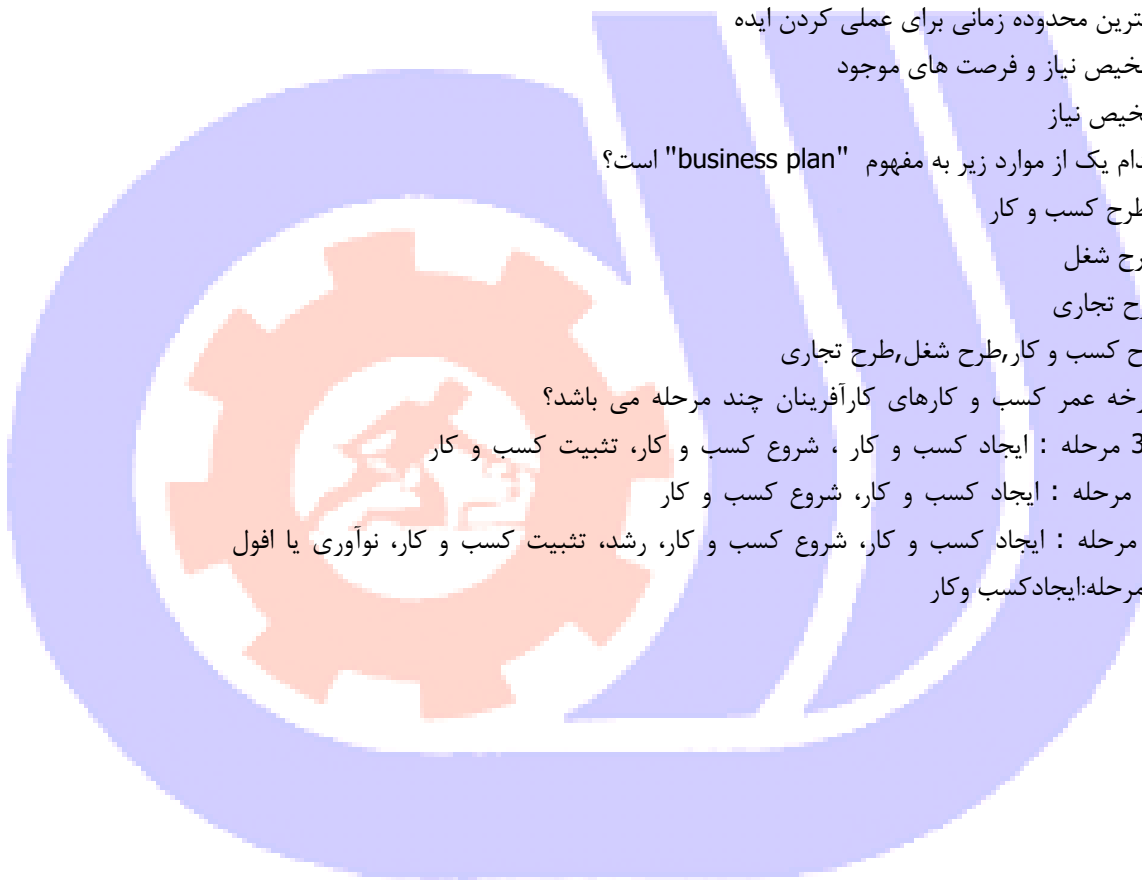 ترین محدوده زمانی برای عملی کردن ایده
خیص نیاز و فرصت های موجود
خیص نیاز
دام یک از موارد زیر به مفهوم "business plan" است؟
طرح کسب و کار
رح شغل
ح تجاری
ح کسب و کار,طرح شغل,طرح تجاری
رخه عمر کسب و کارهای کارآفرینان چند مرحله می باشد؟
3 مرحله : ایجاد کسب و کار ، شروع کسب و کار، تثبیت کسب و کار
مرحله : ایجاد کسب و کار، شروع کسب و کار
مرحله : ایجاد کسب و کار، شروع کسب و کار، رشد، تثبیت کسب و کار، نوآوری یا افول
مرحله:ایجادکسب وکار